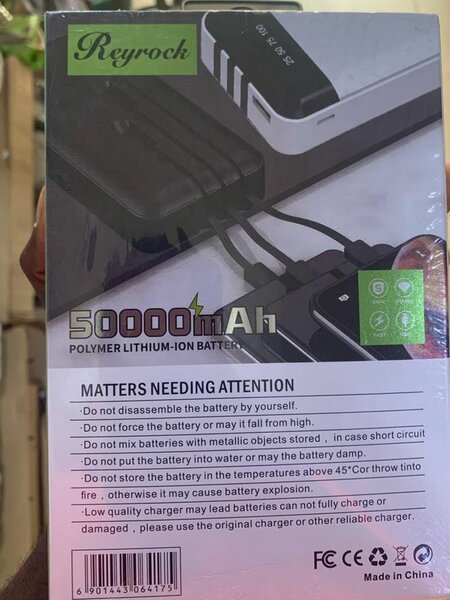 Reyrock
25 50 75 100
SAFE
FAST
50000mAh
POLYMER LITHIUM-ION BATTERY
MATTERS NEEDING ATTENTION
·Do not disassemble the battery by yourself.
·Do not force the battery or may it fall from high.
·Do not mix batteries with metallic objects stored , in case short circuit
·Do not put the battery into water or may the battery damp.
·Do not store the battery in the temperatures above 45°Cor throw tinto
fire , otherwise it may cause battery explosion.
·Low quality charger may lead batteries can not fully charge or
damaged , please use the original charger or other reliable charger.
FC CE
Made in China
6 901443 064175